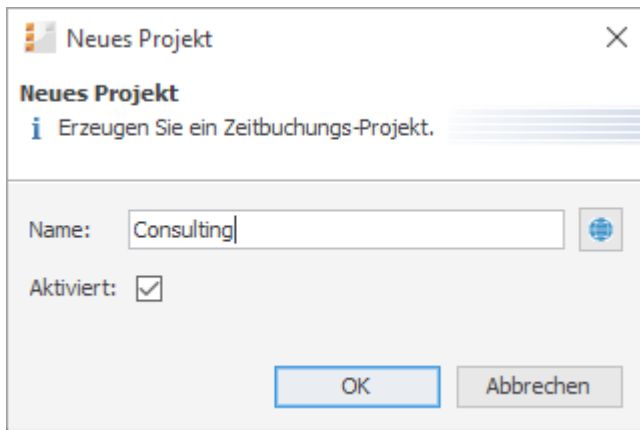 Neues Projekt
Neues Projekt
Erzeugen Sie ein Zeitbuchungs-Projekt.
Name: Consulting
Aktiviert:
OK Abbrechen